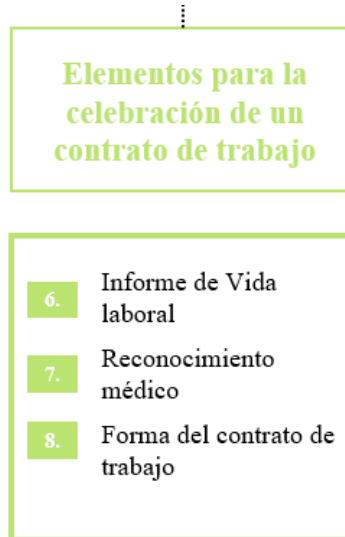 Elementos para la
celebración de un
contrato de trabajo
6. Informe de Vida
laboral
7. Reconocimiento
médico
8. Forma del contrato de
trabajo